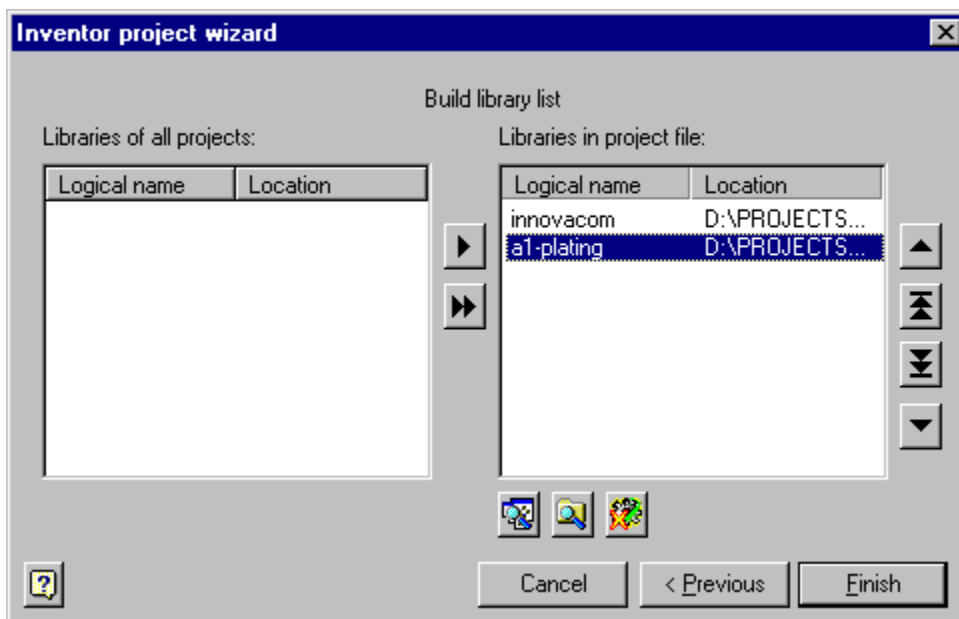 Inventor project wizard
Build library list
Libraries of all projects:
Logical name Location
Libraries in project file:
Logical name Location
innovacom D:\PROJECTS...
a1-plating D:\PROJECTS...
Cancel < Previous Finish